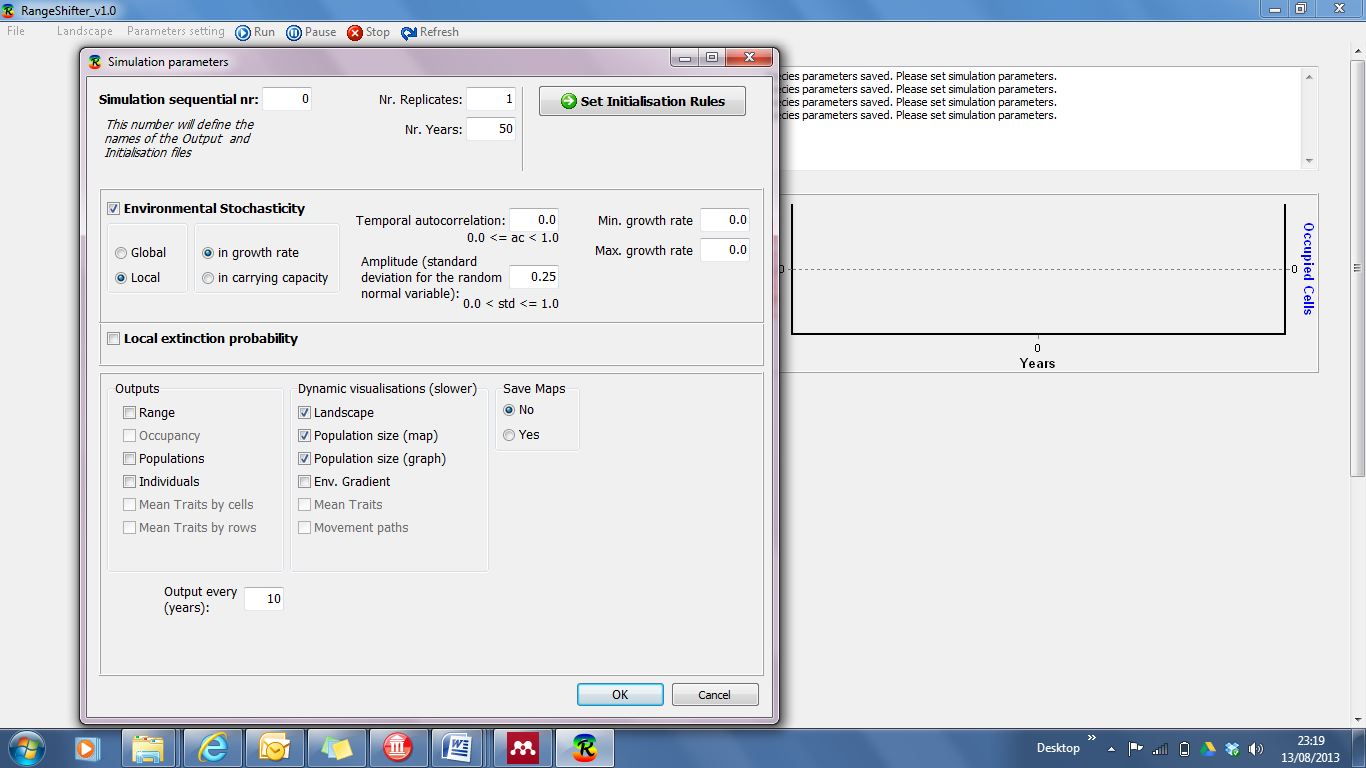 RangeShifter_v1.0
File Landscape Parameters setting Run Pause Stop Refresh
Simulation parameters
Simulation sequential nr: 0
This number will define the
names of the Output and
Initialisation files
Nr. Replicates: 1
Nr. Years: 50
Set Initialisation Rules
Environmental Stochasticity
Global
Local
in growth rate
in carrying capacity
Temporal autocorrelation: 0.0
0.0 <= ac < 1.0
Amplitude (standard
deviation for the random 0.25
normal variable):
0.0 < std <= 1.0
Min. growth rate 0.0
Max. growth rate 0.0
Local extinction probability
Outputs
Range
Occupancy
Populations
Individuals
Mean Traits by cells
Mean Traits by rows
Dynamic visualisations (slower)
Landscape
Population size (map)
Population size (graph)
Env. Gradient
Mean Traits
Movement paths
Save Maps
No
Yes
Output every
(years): 10
OK Cancel
cies parameters saved. Please set simulation parameters.
cies parameters saved. Please set simulation parameters.
cies parameters saved. Please set simulation parameters.
cies parameters saved. Please set simulation parameters.
0 0
Occupied Cells
0
Years
Desktop
23:19
13/08/2013